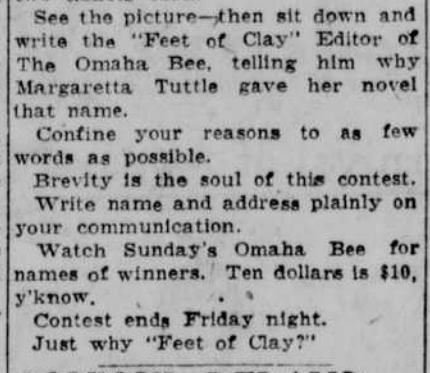 See the picture—then sit down and
write the "Feet of Clay" Editor of
The Omaha Bee, telling him why
Margaretta Tuttle gave her novel
that name.
Confine your reasons to as few
words as possible.
Brevity is the soul of this contest.
Write name and address plainly on
your communication.
Watch Sunday's Omaha Bee for
names of winners. Ten dollars is $10,
y'know.
Contest ends Friday night.
Just why "Feet of Clay?"